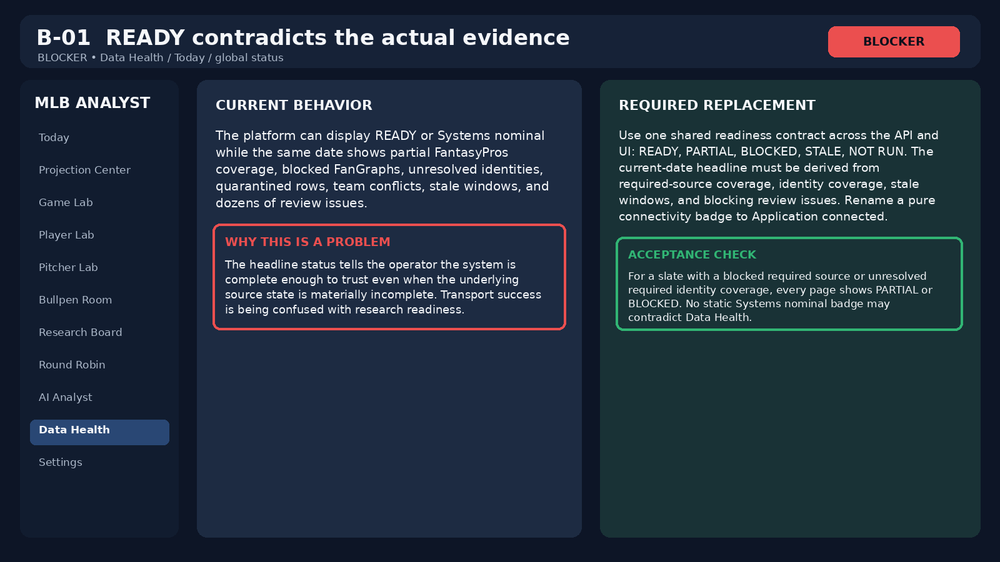 B-01 READY contradicts the actual evidence
BLOCKER • Data Health / Today / global status
BLOCKER
MLB ANALYST
Today
Projection Center
Game Lab
Player Lab
Pitcher Lab
Bullpen Room
Research Board
Round Robin
AI Analyst
Data Health
Settings
CURRENT BEHAVIOR
The platform can display READY or Systems nominal
while the same date shows partial FantasyPros
coverage, blocked FanGraphs, unresolved identities,
quarantined rows, team conflicts, stale windows, and
dozens of review issues.
WHY THIS IS A PROBLEM
The headline status tells the operator the system is
complete enough to trust even when the underlying
source state is materially incomplete. Transport success
is being confused with research readiness.
REQUIRED REPLACEMENT
Use one shared readiness contract across the API and
UI: READY, PARTIAL, BLOCKED, STALE, NOT RUN. The
current-date headline must be derived from
required-source coverage, identity coverage, stale
windows, and blocking review issues. Rename a pure
connectivity badge to Application connected.
ACCEPTANCE CHECK
For a slate with a blocked required source or unresolved
required identity coverage, every page shows PARTIAL or
BLOCKED. No static Systems nominal badge may
contradict Data Health.